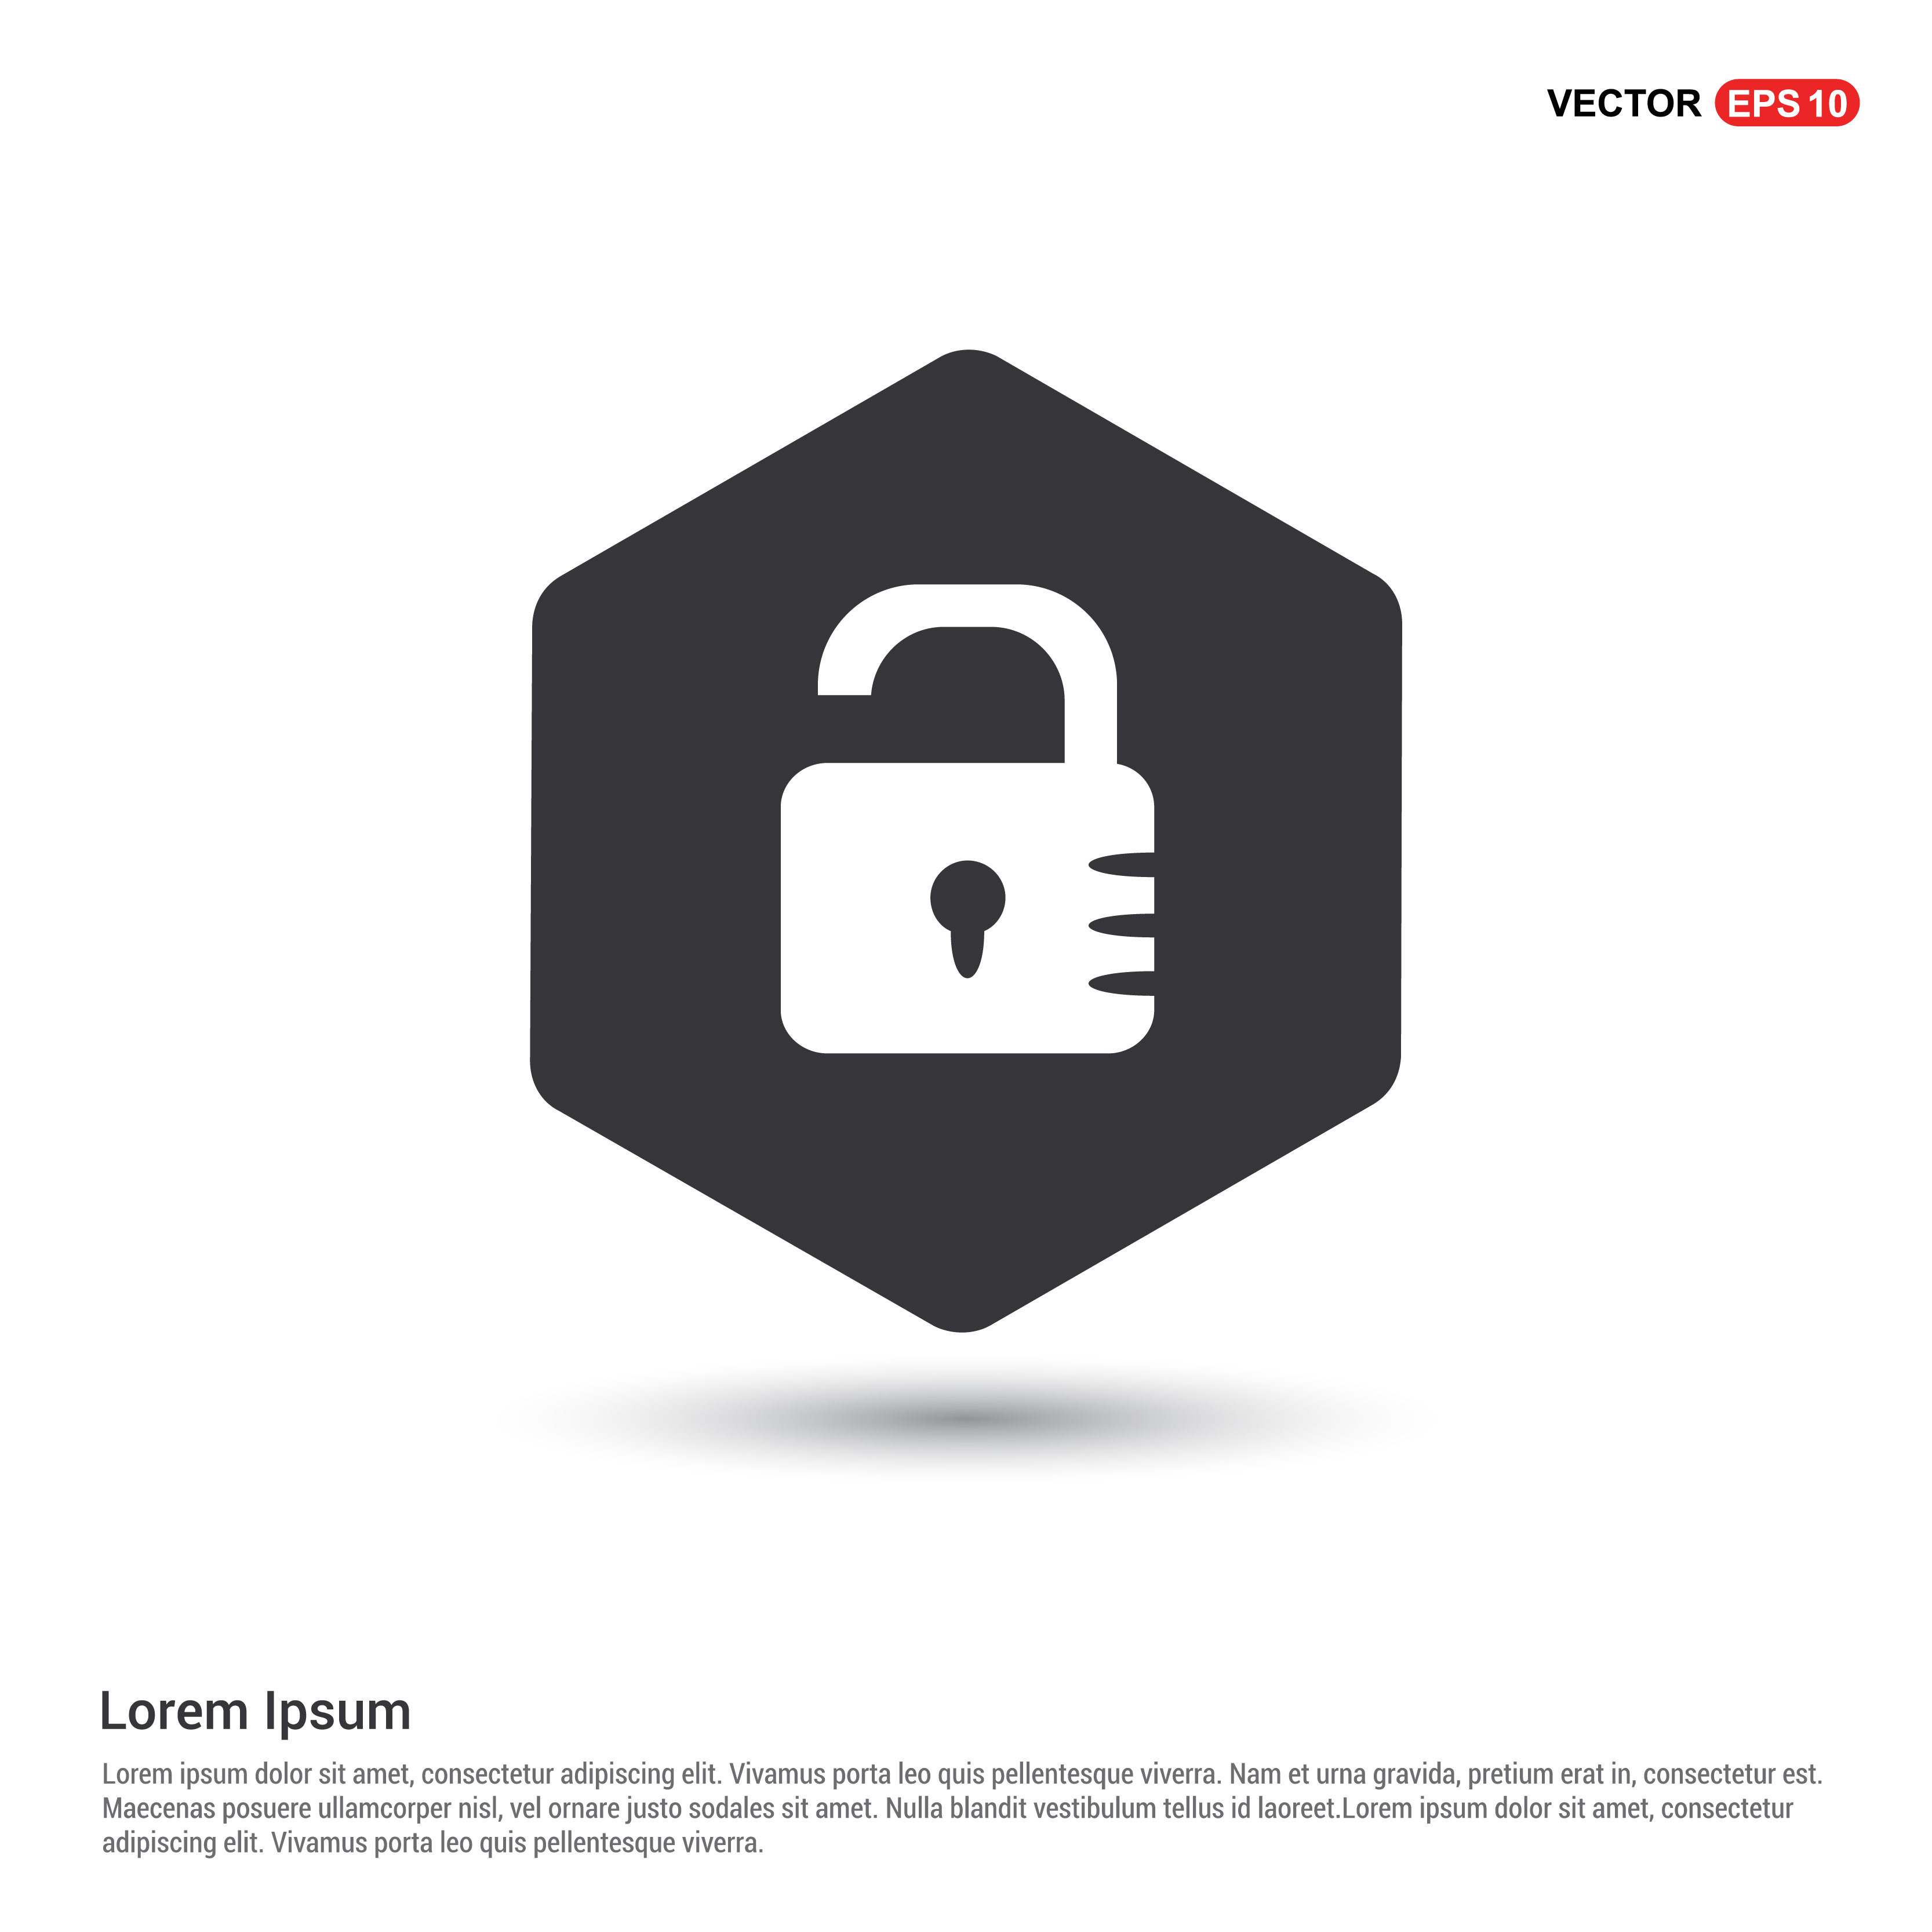 VECTOR EPS 10
Lorem Ipsum
Lorem ipsum dolor sit amet, consectetur adipiscing elit. Vivamus porta leo quis pellentesque viverra. Nam et urna gravida, pretium erat in, consectetur est.
Maecenas posuere ullamcorper nisl, vel ornare justo sodales sit amet. Nulla blandit vestibulum tellus id laoreet.Lorem ipsum dolor sit amet, consectetur
adipiscing elit. Vivamus porta leo quis pellentesque viverra.